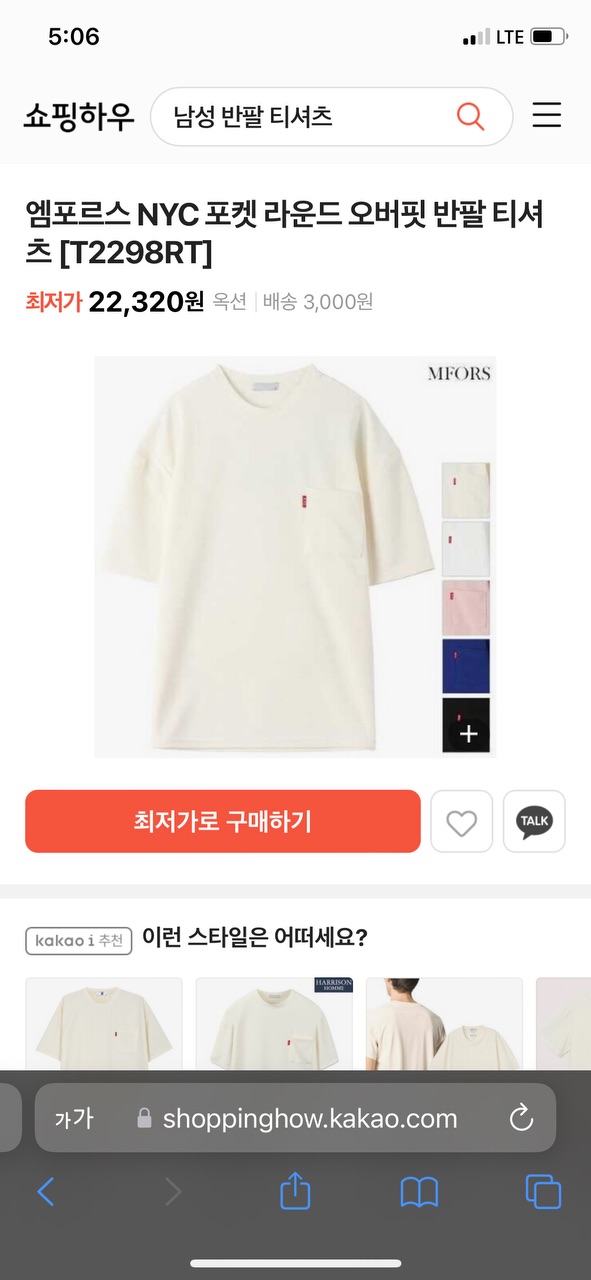 5:06 LTE
쇼핑하우 남성 반팔 티셔츠
엠포르스 NYC 포켓 라운드 오버핏 반팔 티셔
츠 [T2298RT]
최저가 22,320원 옥션 배송 3,000원
MFORS
최저가로 구매하기 TALK
kakao i 추천 이런 스타일은 어떠세요?
HARRISON
HOMME
가가 shoppinghow.kakao.com